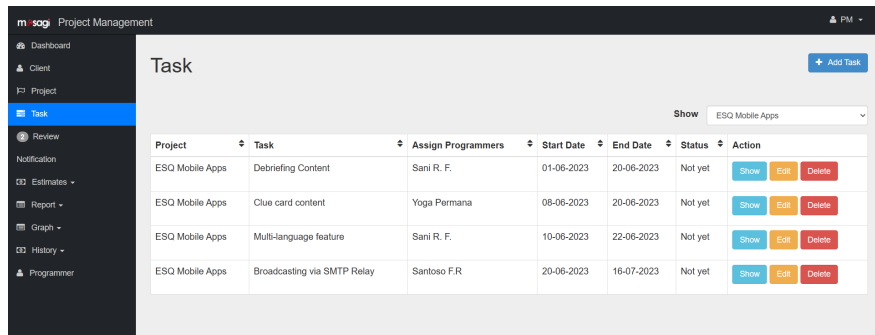 mosagi Project Management
PM
Dashboard
Client
Project
Task
2 Review
Notification
Estimates
Report
Graph
History
Programmer
Task
+ Add Task
Show ESQ Mobile Apps
Project Task Assign Programmers Start Date End Date Status Action
ESQ Mobile Apps Debriefing Content Sani R. F. 01-06-2023 20-06-2023 Not yet Show Edit Delete
ESQ Mobile Apps Clue card content Yoga Permana 08-06-2023 20-06-2023 Not yet Show Edit Delete
ESQ Mobile Apps Multi-language feature Sani R. F. 10-06-2023 22-06-2023 Not yet Show Edit Delete
ESQ Mobile Apps Broadcasting via SMTP Relay Santoso F.R 20-06-2023 16-07-2023 Not yet Show Edit Delete